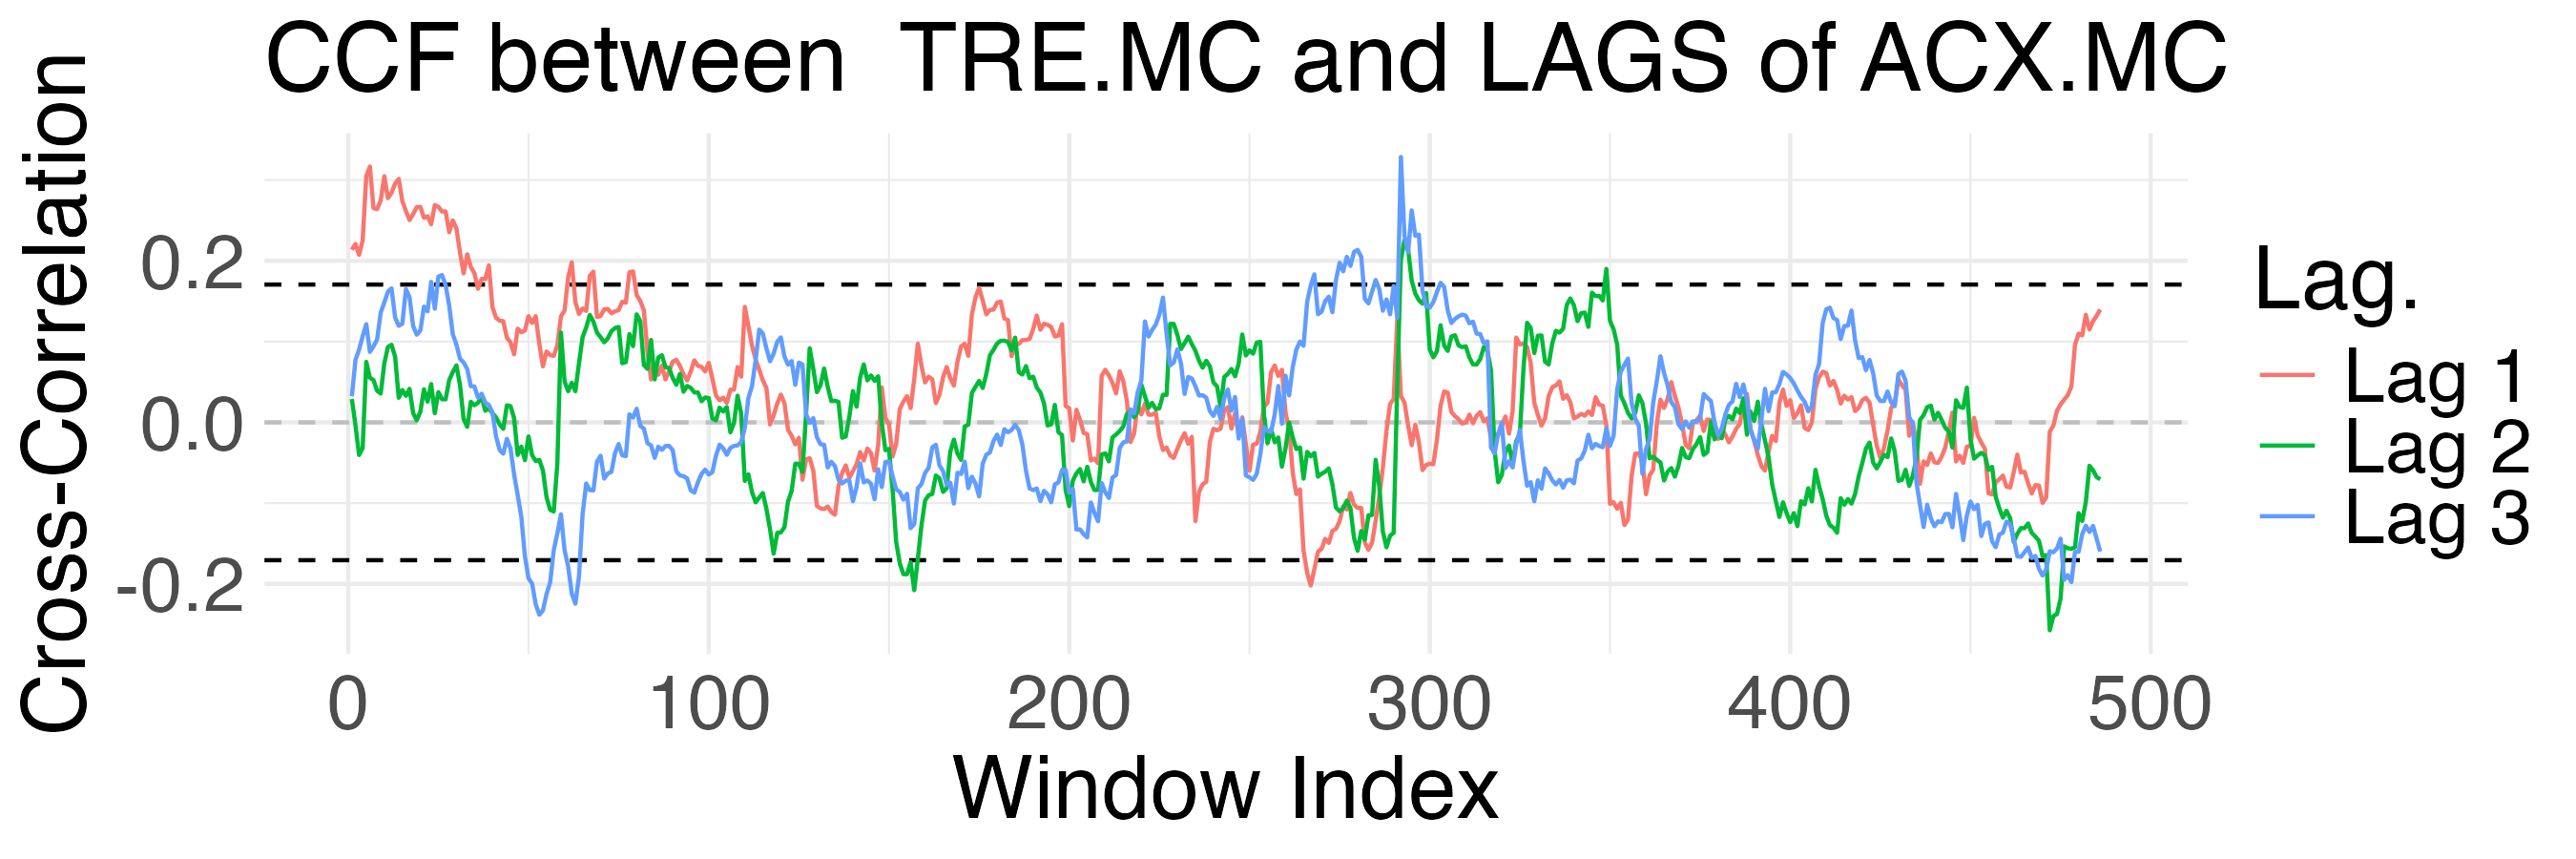 CCF between  TRE.MC and LAGS of ACX.MC
Cross-Correlation
0.2
0.0
-0.2
0 100 200 300 400 500
Window Index
Lag.
Lag 1
Lag 2
Lag 3